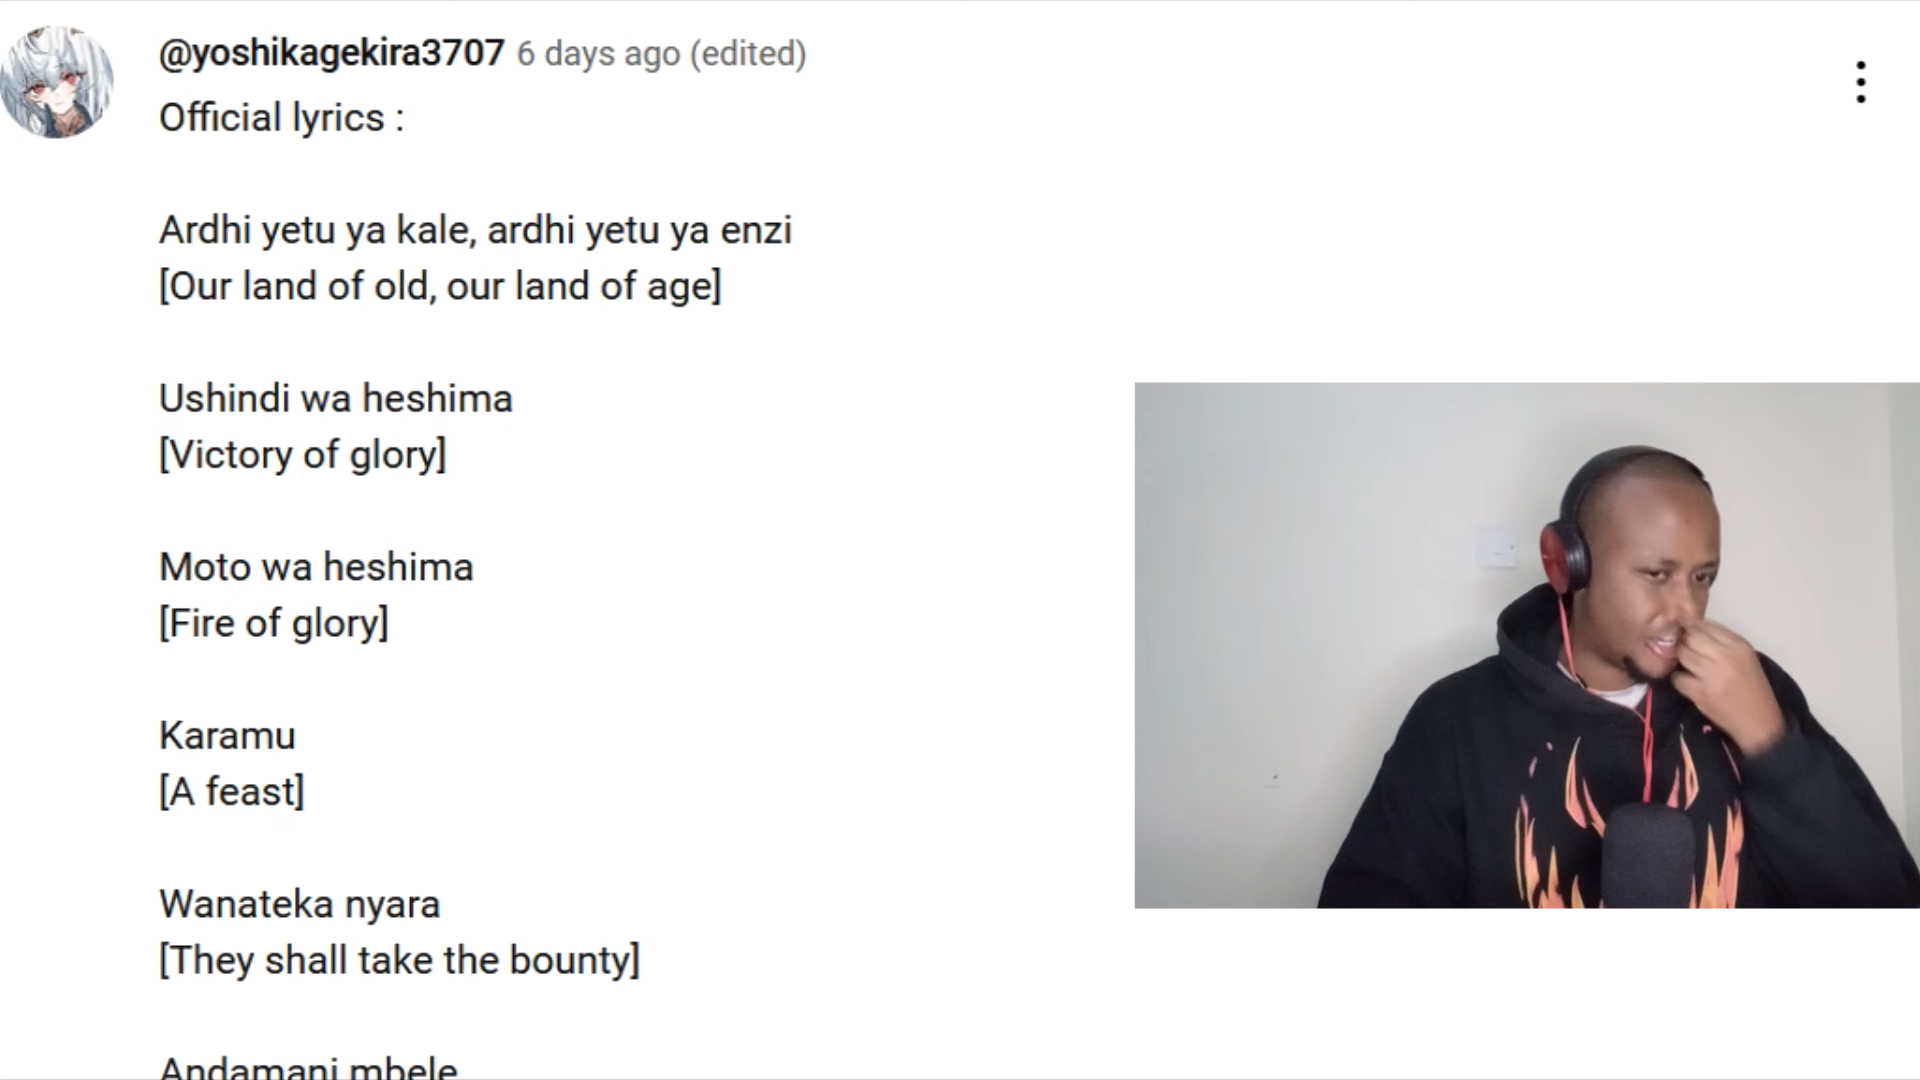 @yoshikagekira3707 6 days ago (edited)
Official lyrics :
Ardhi yetu ya kale, ardhi yetu ya enzi
[Our land of old, our land of age]
Ushindi wa heshima
[Victory of glory]
Moto wa heshima
[Fire of glory]
Karamu
[A feast]
Wanateka nyara
[They shall take the bounty]
Andamani mbele